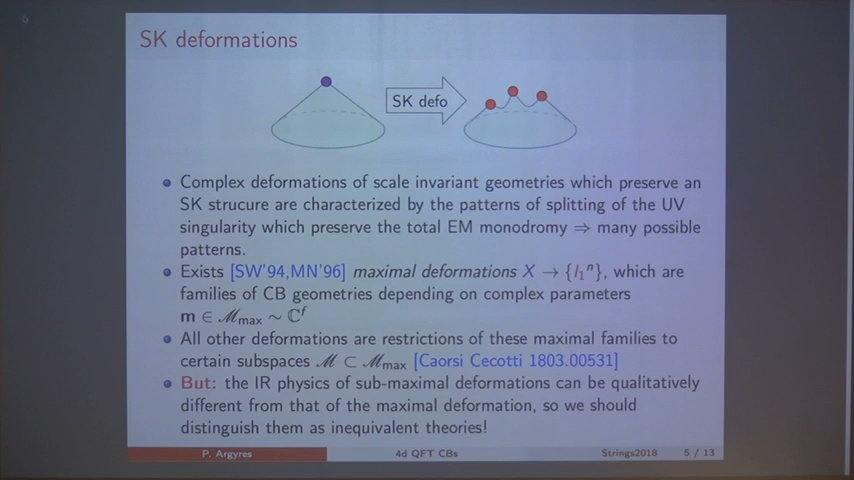 SK deformations
SK defo
Complex deformations of scale invariant geometries which preserve an
SK strucure are characterized by the patterns of splitting of the UV
singularity which preserve the total EM monodromy ⇒ many possible
patterns.
Exists [SW'94,MN'96] maximal deformations X → {I₁ⁿ}, which are
families of CB geometries depending on complex parameters
m ∈ ℳmax ∼ ℂᶠ
All other deformations are restrictions of these maximal families to
certain subspaces ℳ ⊂ ℳmax [Caorsi Cecotti 1803.00531]
But: the IR physics of sub-maximal deformations can be qualitatively
different from that of the maximal deformation, so we should
distinguish them as inequivalent theories!
P. Argyres 4d QFT CBs Strings2018 5 / 13